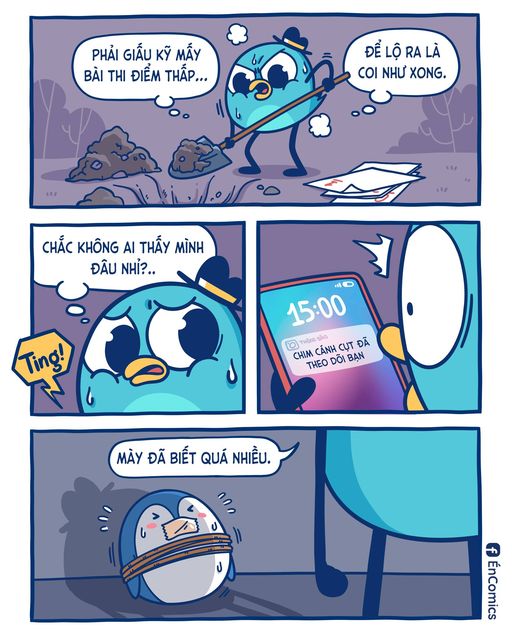 PHẢI GIẤU KỸ MẤY
BÀI THI ĐIỂM THẤP...
ĐỂ LỘ RA LÀ
COI NHƯ XONG.
CHẮC KHÔNG AI THẤY MÌNH
ĐÂU NHỈ?..
Ting!
15:00
THÔNG BÁO
CHIM CÁNH CỤT ĐÃ
THEO DÕI BẠN
MÀY ĐÃ BIẾT QUÁ NHIỀU.
ÉnComics